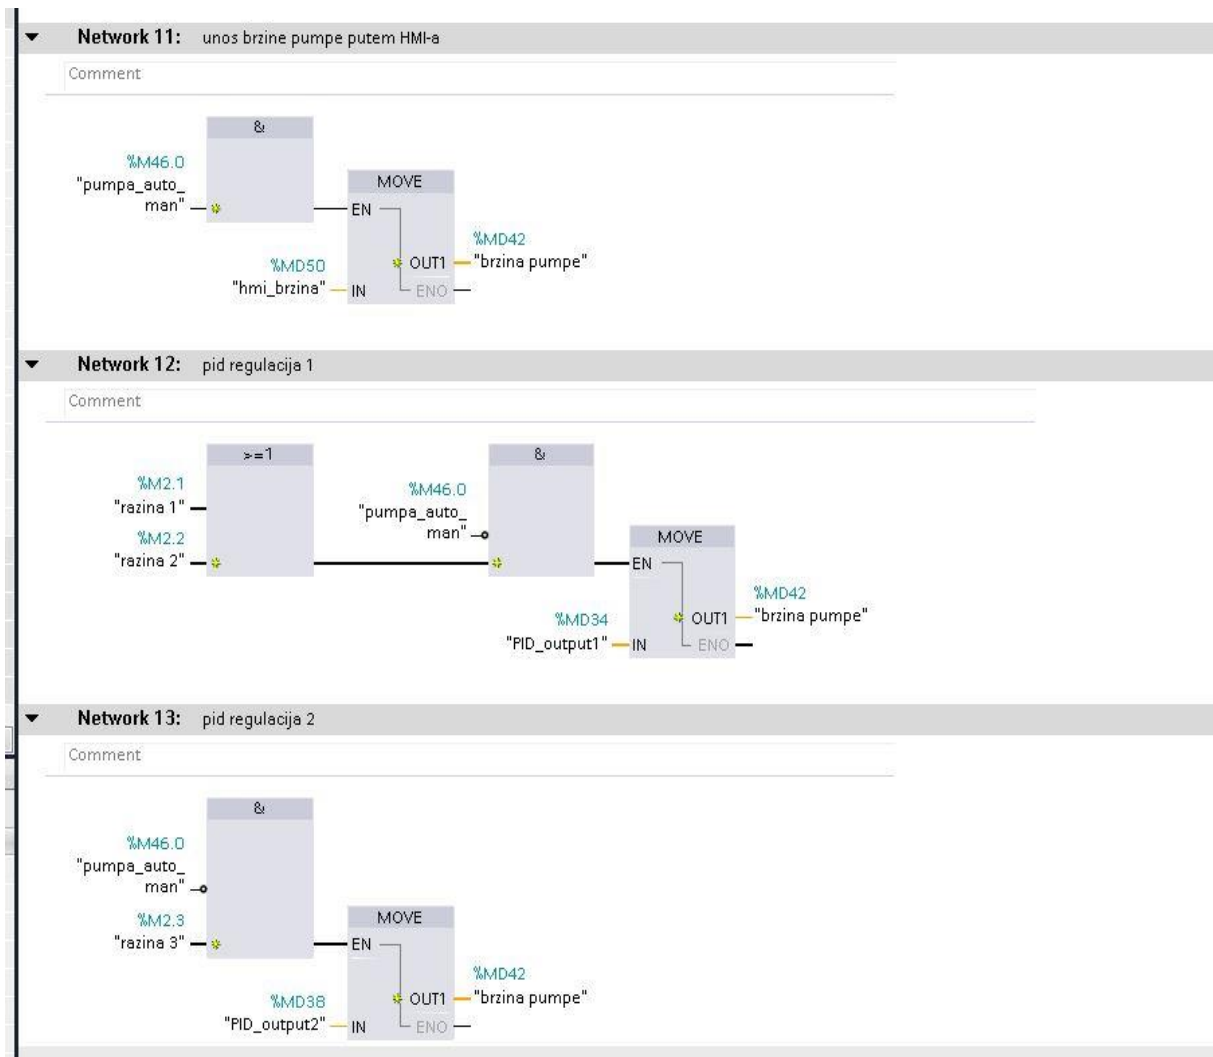 Network 11: unos brzine pumpe putem HMI-a
Comment
&
%M46.0
"pumpa_auto_
man"
MOVE
EN
%MD42
OUT1 "brzina pumpe"
%MD50
"hmi_brzina" IN ENO
Network 12: pid regulacija 1
Comment
>=1
&
%M2.1
"razina 1"
%M46.0
"pumpa_auto_
man"
%M2.2
"razina 2"
MOVE
EN
%MD42
OUT1 "brzina pumpe"
%MD34
"PID_output1" IN ENO
Network 13: pid regulacija 2
Comment
&
%M46.0
"pumpa_auto_
man"
%M2.3
"razina 3"
MOVE
EN
%MD42
OUT1 "brzina pumpe"
%MD38
"PID_output2" IN ENO